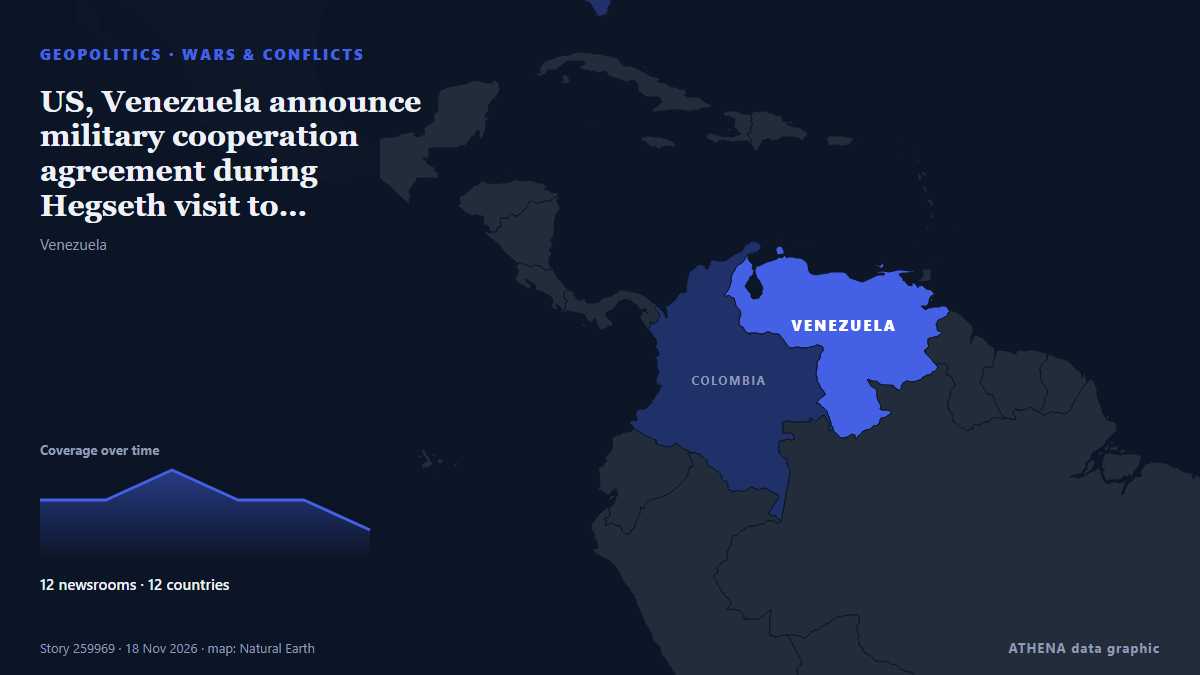 GEOPOLITICS · WARS & CONFLICTS
US, Venezuela announce
military cooperation
agreement during
Hegseth visit to...
Venezuela
VENEZUELA
COLOMBIA
Coverage over time
12 newsrooms · 12 countries
Story 259969 · 18 Nov 2026 · map: Natural Earth
ATHENA data graphic